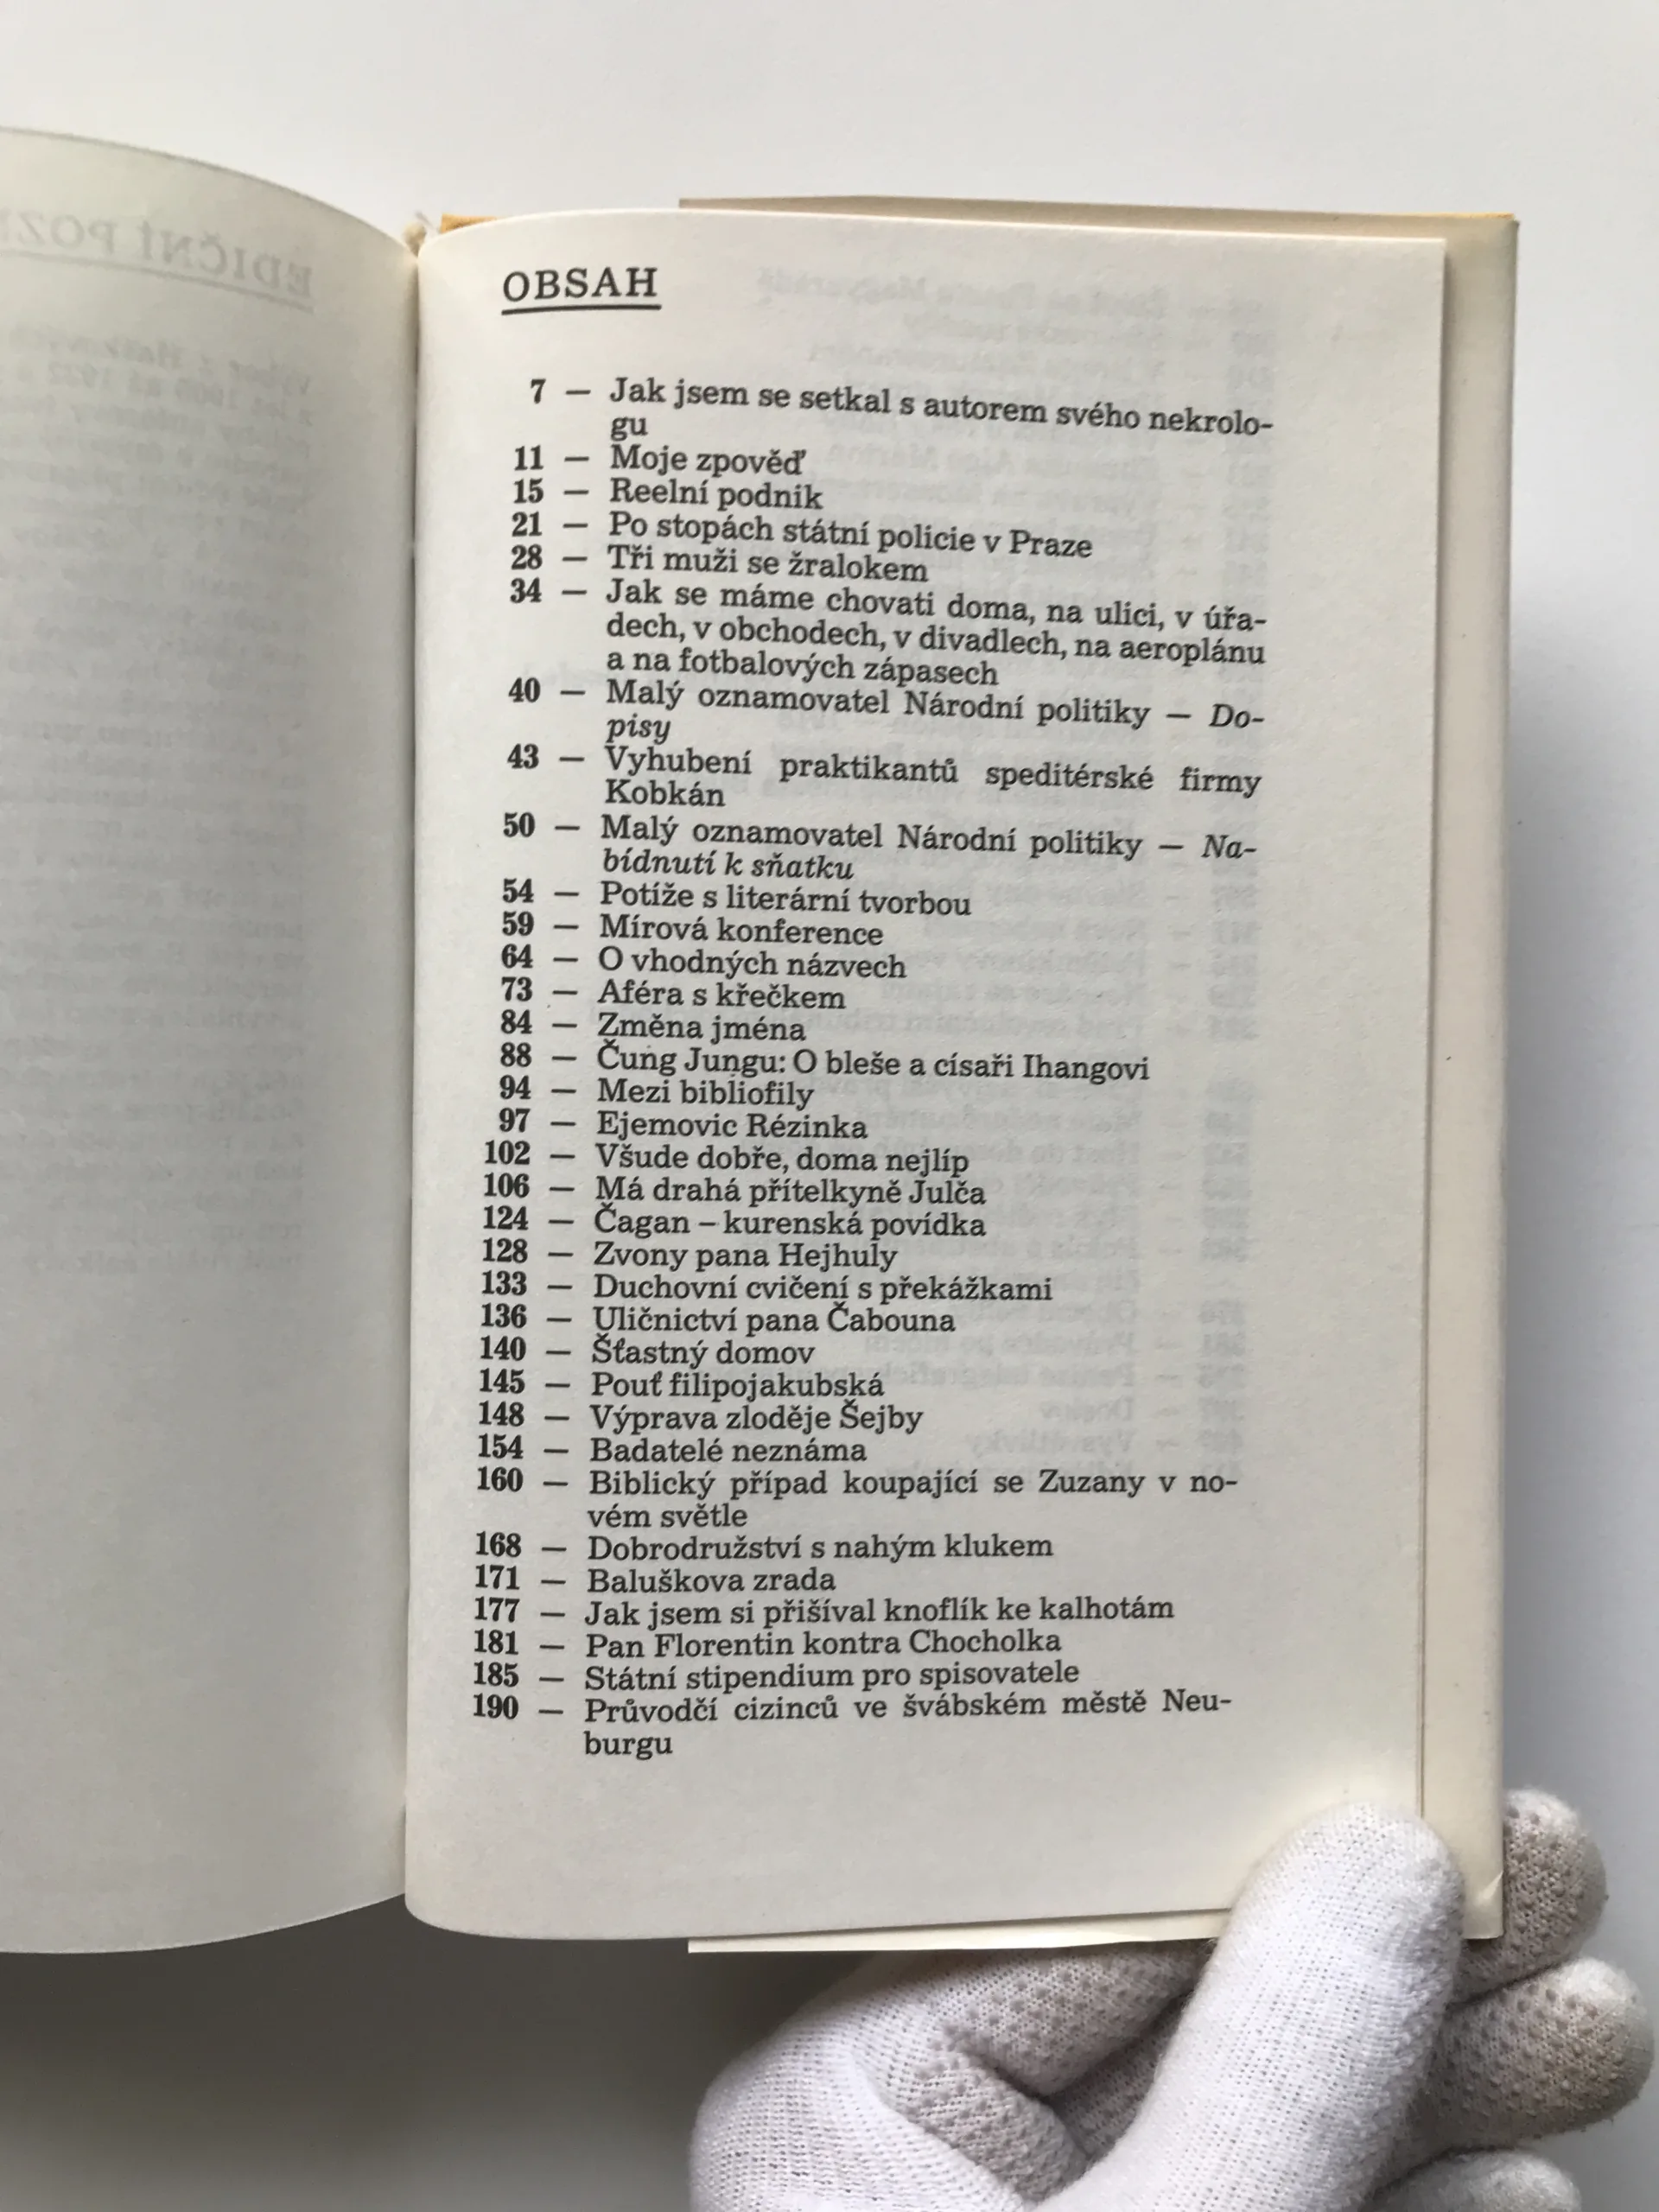 OBSAH
7 — Jak jsem se setkal s autorem svého nekrolo-
gu
11 — Moje zpověď
15 — Reelní podnik
21 — Po stopách státní policie v Praze
28 — Tři muži se žralokem
34 — Jak se máme chovati doma, na ulici, v úřa-
dech, v obchodech, v divadlech, na aeroplánu
a na fotbalových zápasech
40 — Malý oznamovatel Národní politiky — Do-
pisy
43 — Vyhubení praktikantů speditérské firmy
Kobkán
50 — Malý oznamovatel Národní politiky — Na-
bídnutí k sňatku
54 — Potíže s literární tvorbou
59 — Mírová konference
64 — O vhodných názvech
73 — Aféra s křečkem
84 — Změna jména
88 — Čung Jungu: O bleše a císaři Ihangovi
94 — Mezi bibliofily
97 — Ejemovic Rézinka
102 — Všude dobře, doma nejlíp
106 — Má drahá přítelkyně Julča
124 — Čagan – kurenská povídka
128 — Zvony pana Hejhuly
133 — Duchovní cvičení s překážkami
136 — Uličnictví pana Čabouna
140 — Šťastný domov
145 — Pouť filipojakubská
148 — Výprava zloděje Šejby
154 — Badatelé neznáma
160 — Biblický případ koupající se Zuzany v no-
vém světle
168 — Dobrodružství s nahým klukem
171 — Baluškova zrada
177 — Jak jsem si přišíval knoflík ke kalhotám
181 — Pan Florentin kontra Chocholka
185 — Státní stipendium pro spisovatele
190 — Průvodčí cizinců ve švábském městě Neu-
burgu